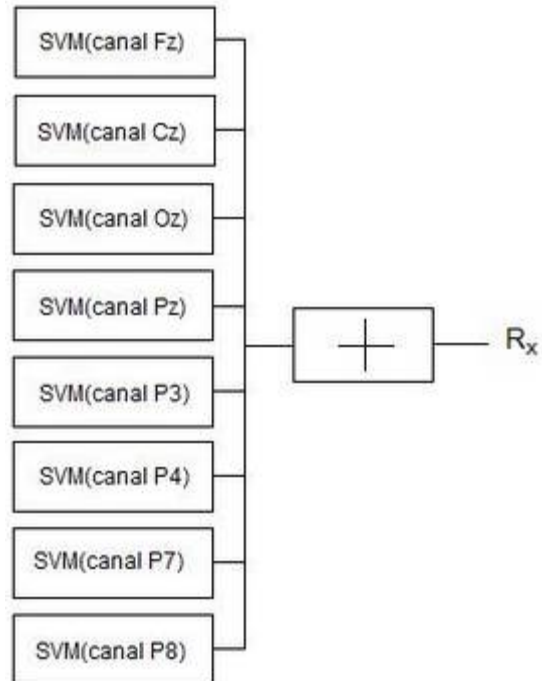 SVM(canal Fz)
SVM(canal Cz)
SVM(canal Oz)
SVM(canal Pz)
SVM(canal P3)
SVM(canal P4)
SVM(canal P7)
SVM(canal P8)
+
Rx